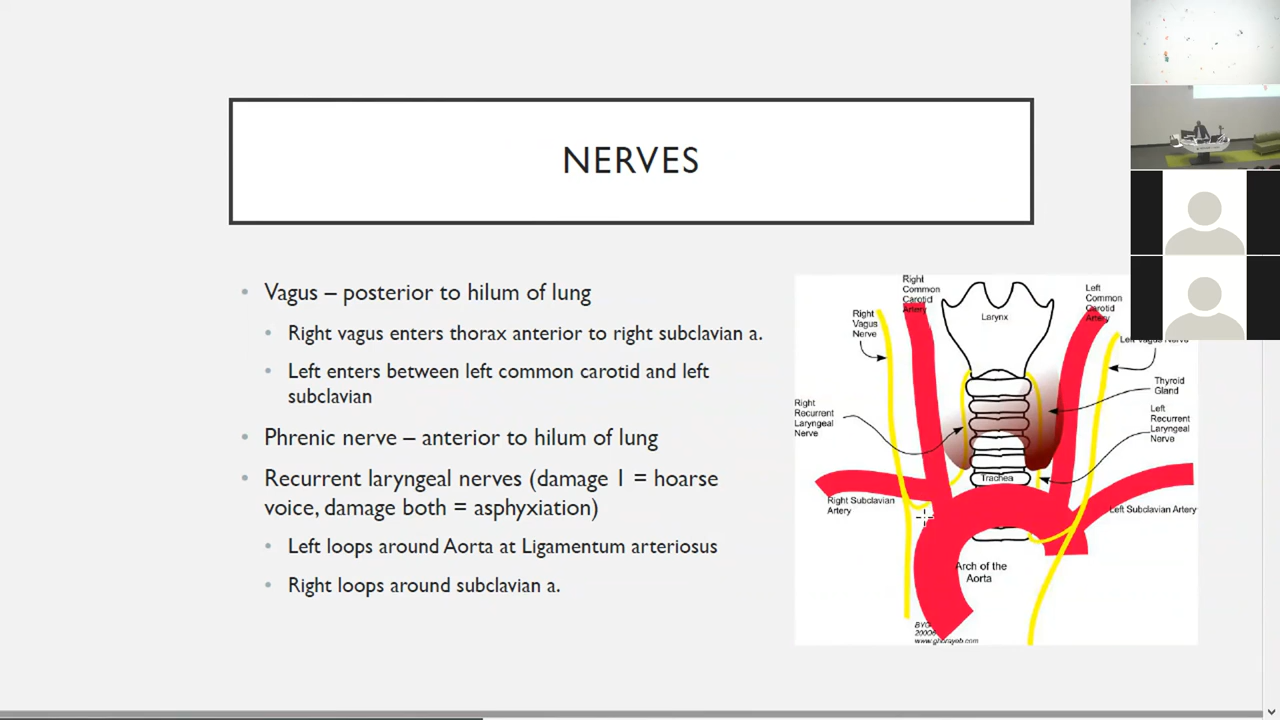 NERVES
• Vagus – posterior to hilum of lung
• Right vagus enters thorax anterior to right subclavian a.
• Left enters between left common carotid and left
subclavian
• Phrenic nerve – anterior to hilum of lung
• Recurrent laryngeal nerves (damage 1 = hoarse
voice, damage both = asphyxiation)
• Left loops around Aorta at Ligamentum arteriosus
• Right loops around subclavian a.
Right
Common
Carotid
Artery
Left
Common
Carotid
Artery
Larynx
Right
Vagus
Nerve
Left Vagus Nerve
Thyroid
Gland
Right
Recurrent
Laryngeal
Nerve
Left
Recurrent
Laryngeal
Nerve
Trachea
Right Subclavian
Artery
Left Subclavian Artery
Arch of the
Aorta
www.ghorayeb.com